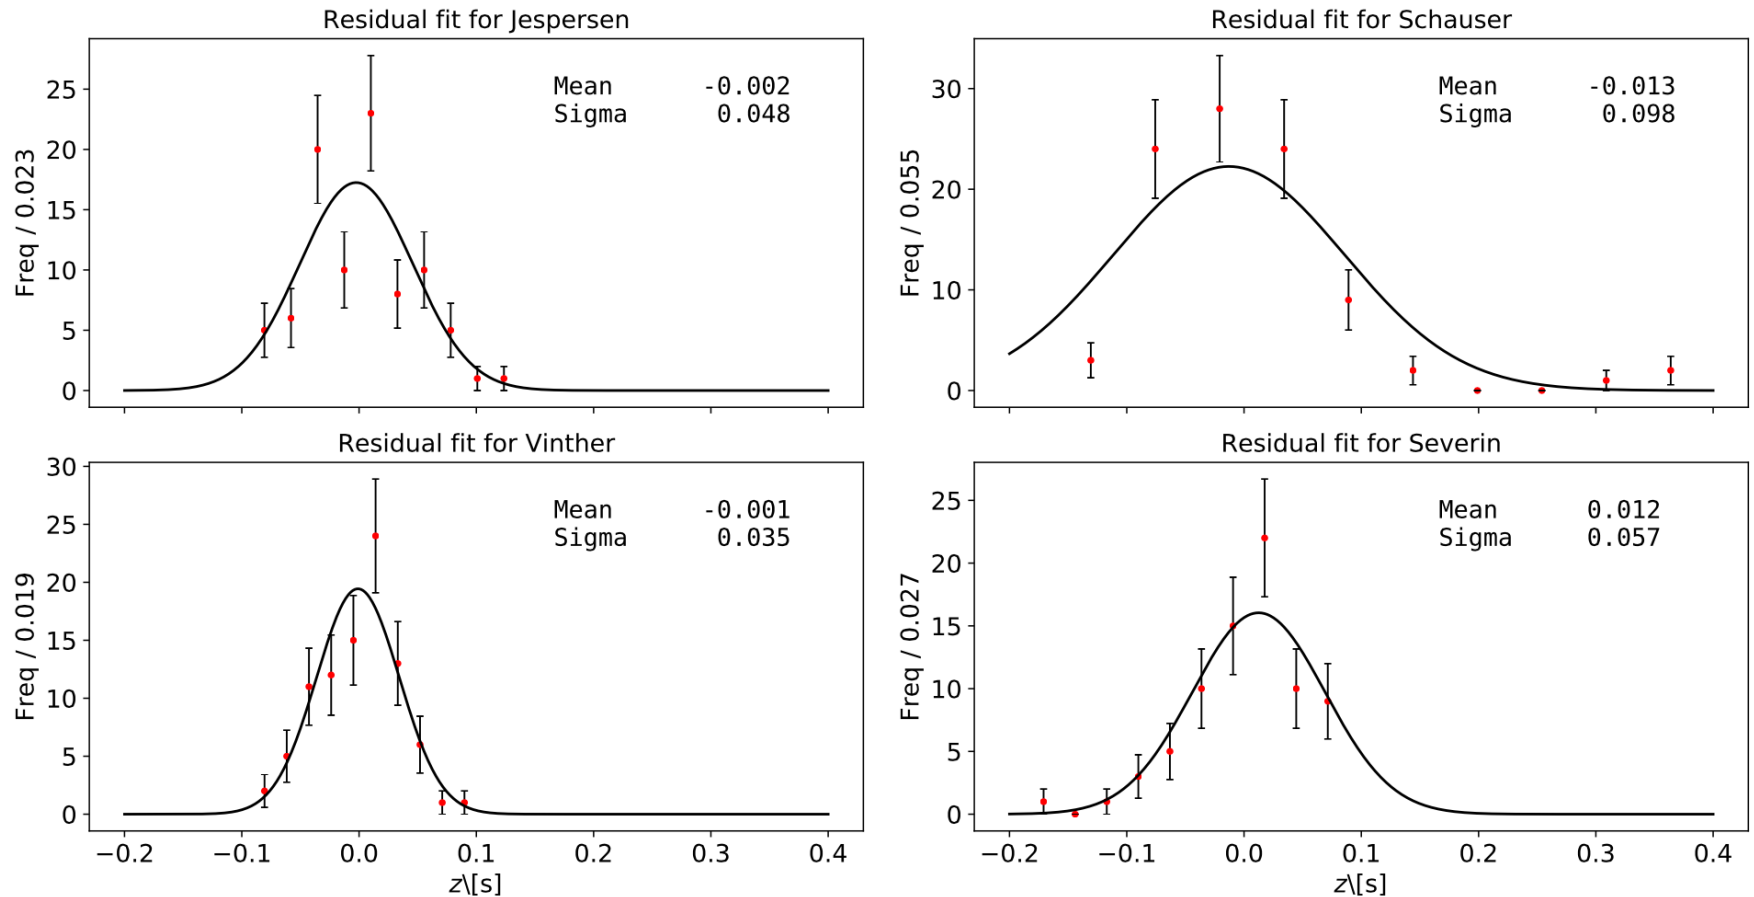 Residual fit for Jespersen
Mean -0.002
Sigma 0.048
Freq / 0.023
25
20
15
10
5
0
Residual fit for Schauser
Mean -0.013
Sigma 0.098
Freq / 0.055
30
20
10
0
Residual fit for Vinther
Mean -0.001
Sigma 0.035
Freq / 0.019
30
25
20
15
10
5
0
−0.2 −0.1 0.0 0.1 0.2 0.3 0.4
z\[s]
Residual fit for Severin
Mean 0.012
Sigma 0.057
Freq / 0.027
25
20
15
10
5
0
−0.2 −0.1 0.0 0.1 0.2 0.3 0.4
z\[s]